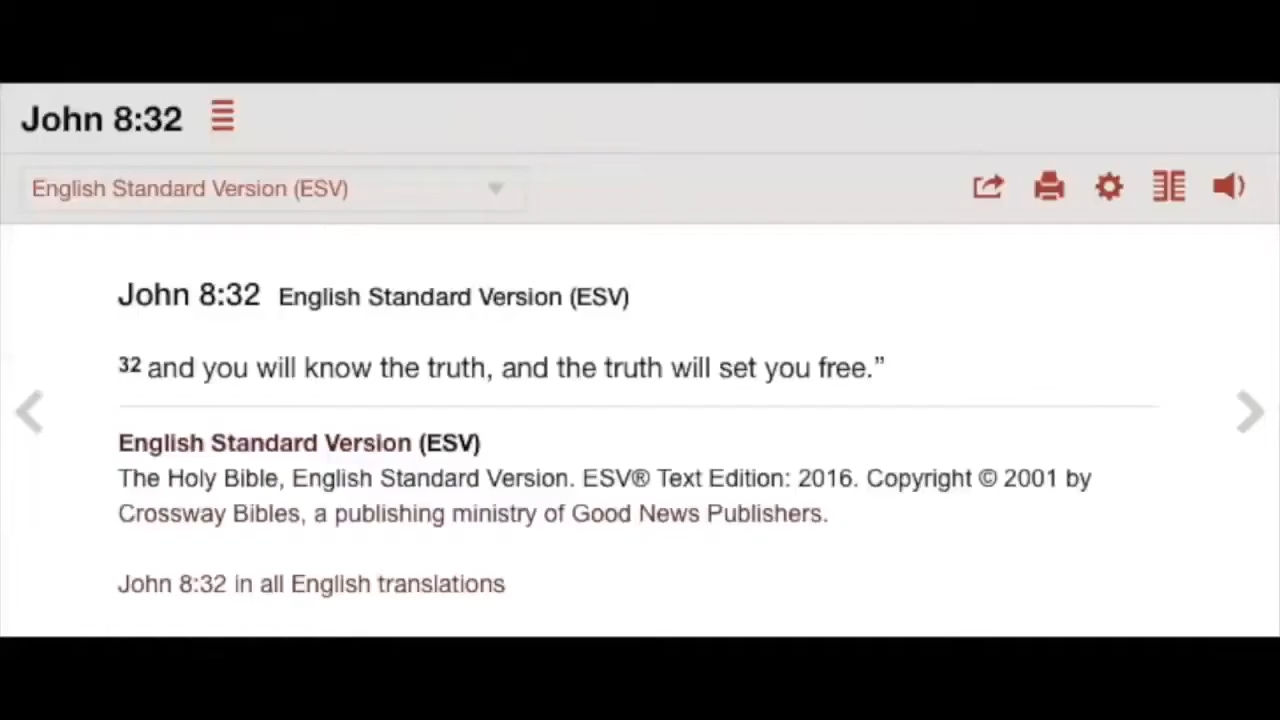 John 8:32
English Standard Version (ESV)
John 8:32 English Standard Version (ESV)
32 and you will know the truth, and the truth will set you free.”
English Standard Version (ESV)
The Holy Bible, English Standard Version. ESV® Text Edition: 2016. Copyright © 2001 by
Crossway Bibles, a publishing ministry of Good News Publishers.
John 8:32 in all English translations